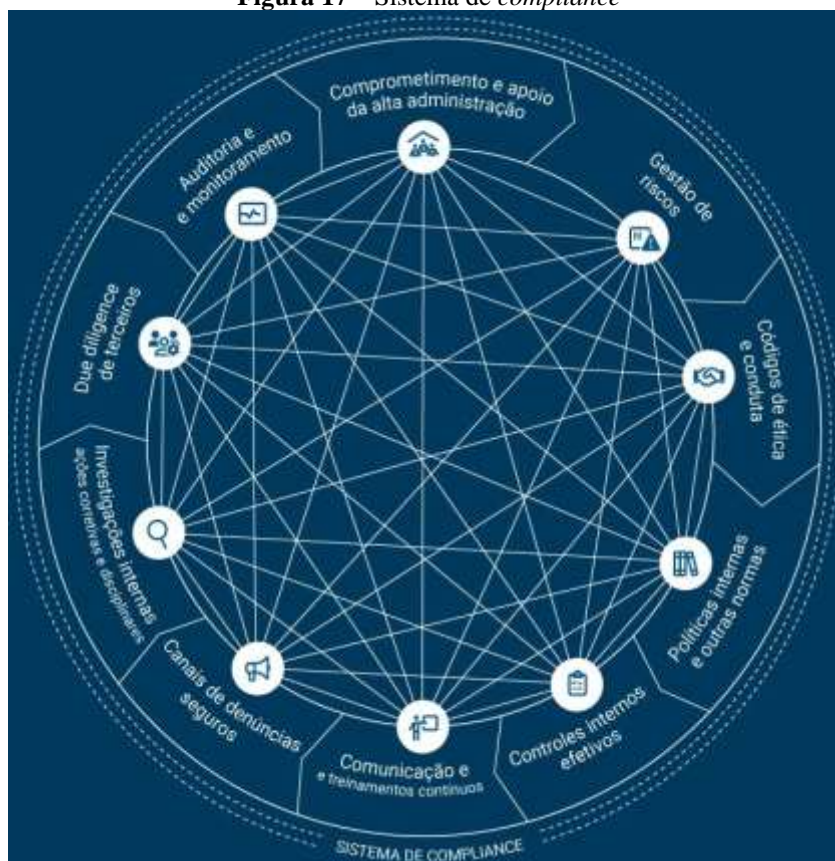 Figura 17 – Sistema de compliance
Comprometimento e apoio
da alta administração
Gestão de
riscos
Códigos de ética
e conduta
Políticas internas
e outras normas
Controles internos
efetivos
Comunicação e
e treinamentos contínuos
Canais de denúncias
seguros
Investigações internas
ações corretivas e disciplinares
Due diligence
de terceiros
Auditoria e
e monitoramento
SISTEMA DE COMPLIANCE